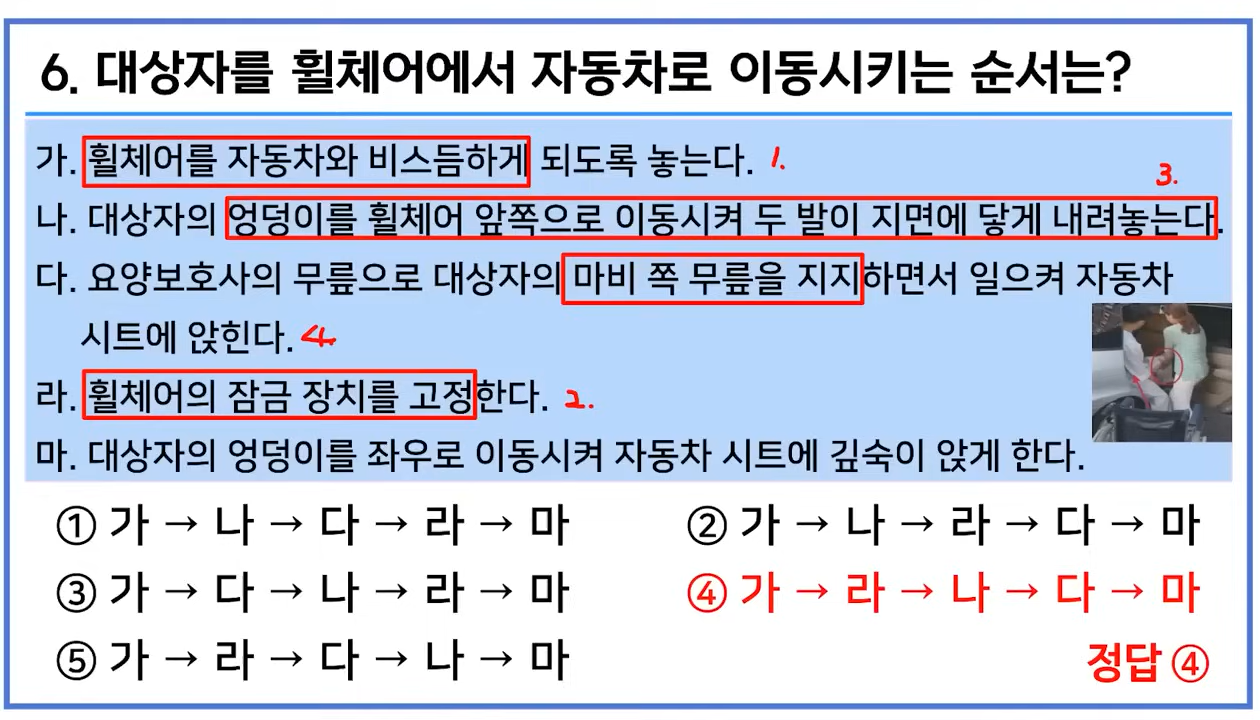 6. 대상자를 휠체어에서 자동차로 이동시키는 순서는?
가. 휠체어를 자동차와 비스듬하게 되도록 놓는다. 1.
3.
나. 대상자의 엉덩이를 휠체어 앞쪽으로 이동시켜 두 발이 지면에 닿게 내려놓는다.
다. 요양보호사의 무릎으로 대상자의 마비 쪽 무릎을 지지하면서 일으켜 자동차
시트에 앉힌다. 4.
라. 휠체어의 잠금 장치를 고정한다. 2.
마. 대상자의 엉덩이를 좌우로 이동시켜 자동차 시트에 깊숙이 앉게 한다.
① 가 → 나 → 다 → 라 → 마
② 가 → 나 → 라 → 다 → 마
③ 가 → 다 → 나 → 라 → 마
④ 가 → 라 → 나 → 다 → 마
⑤ 가 → 라 → 다 → 나 → 마
정답 ④